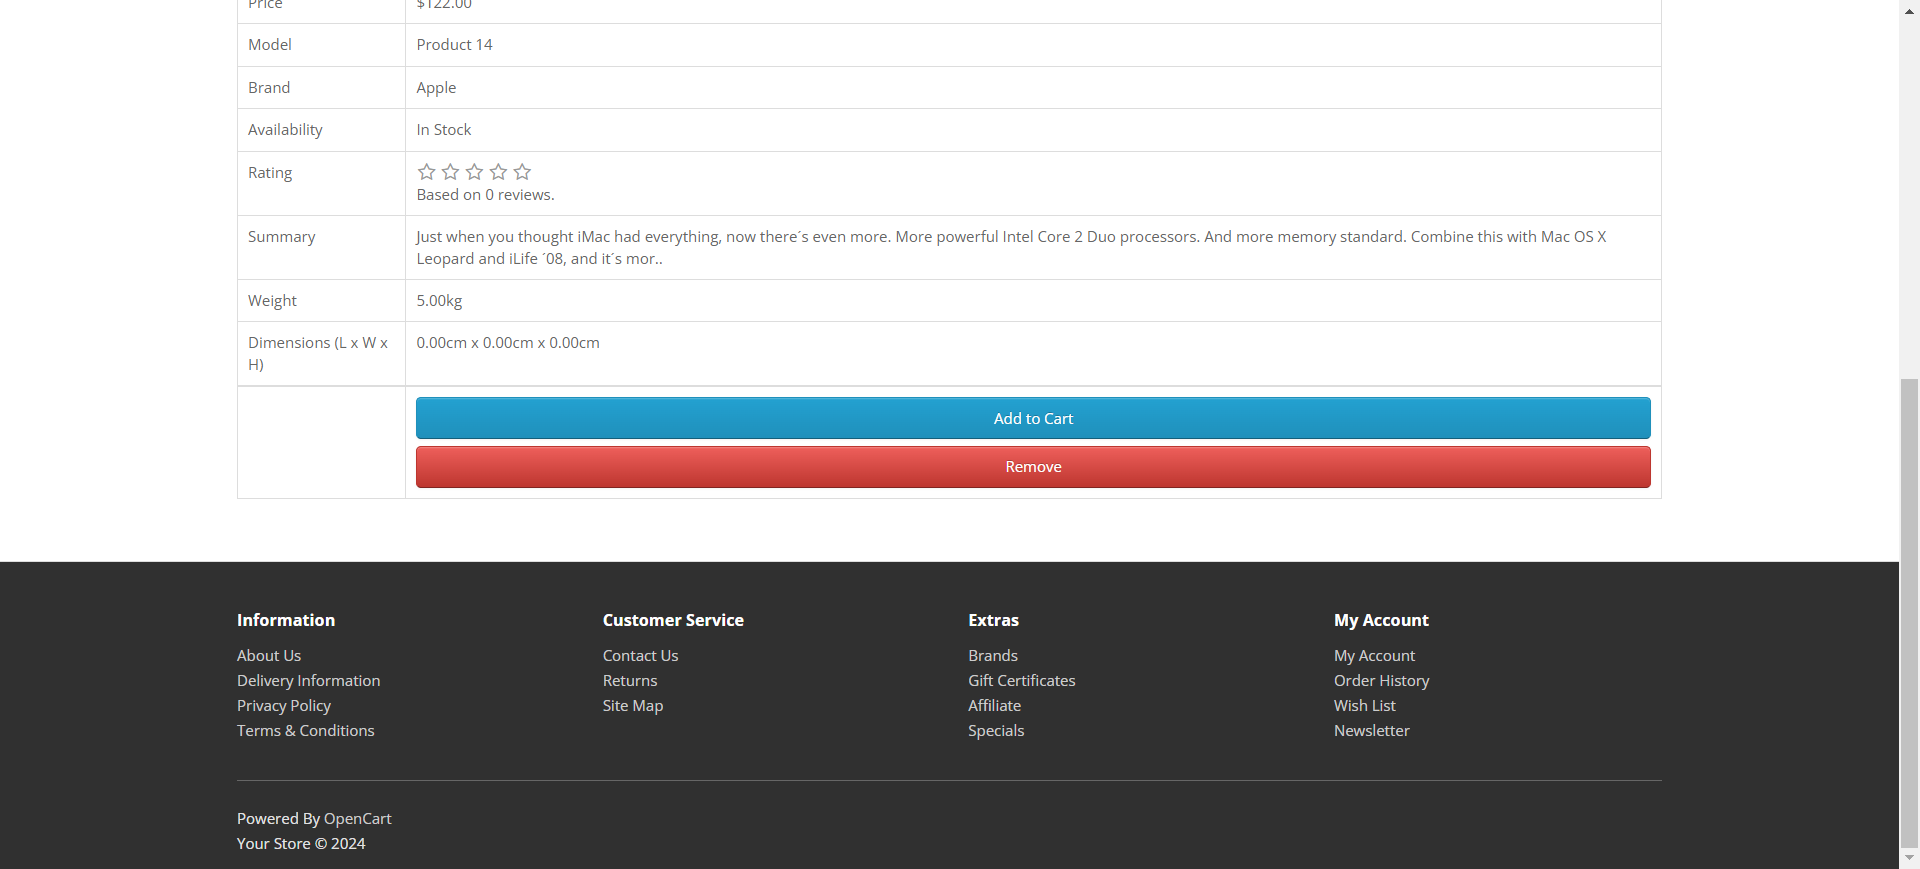 Price $122.00
Model Product 14
Brand Apple
Availability In Stock
Rating
Based on 0 reviews.
Summary Just when you thought iMac had everything, now there´s even more. More powerful Intel Core 2 Duo processors. And more memory standard. Combine this with Mac OS X
Leopard and iLife ´08, and it´s mor..
Weight 5.00kg
Dimensions (L x W x 0.00cm x 0.00cm x 0.00cm
H)
Add to Cart
Remove
Information Customer Service Extras My Account
About Us Contact Us Brands My Account
Delivery Information Returns Gift Certificates Order History
Privacy Policy Site Map Affiliate Wish List
Terms & Conditions Specials Newsletter
Powered By OpenCart
Your Store © 2024